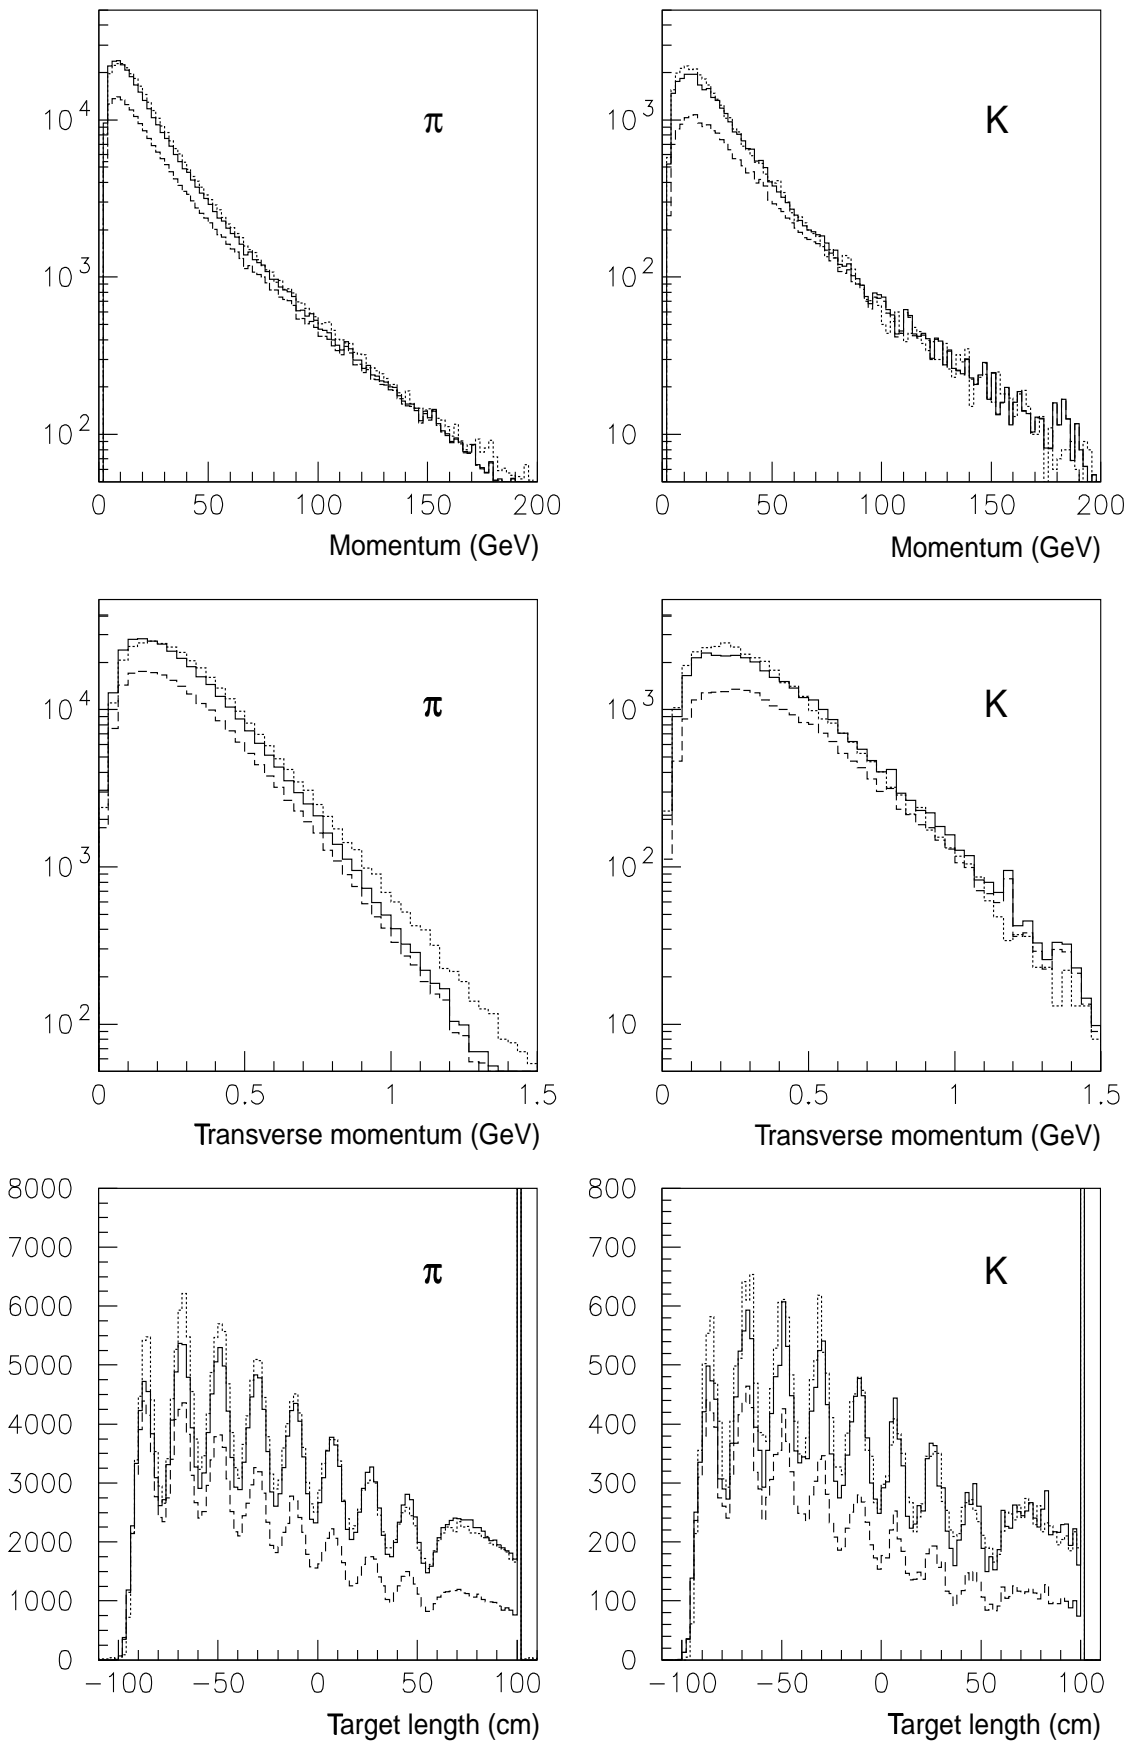 10^4
10^3
10^2
π
0 50 100 150 200
Momentum (GeV)
10^3
10^2
10
K
0 50 100 150 200
Momentum (GeV)
10^4
10^3
10^2
π
0 0.5 1 1.5
Transverse momentum (GeV)
10^3
10^2
10
K
0 0.5 1 1.5
Transverse momentum (GeV)
8000
7000
6000
5000
4000
3000
2000
1000
0
π
−100 −50 0 50 100
Target length (cm)
800
700
600
500
400
300
200
100
0
K
−100 −50 0 50 100
Target length (cm)